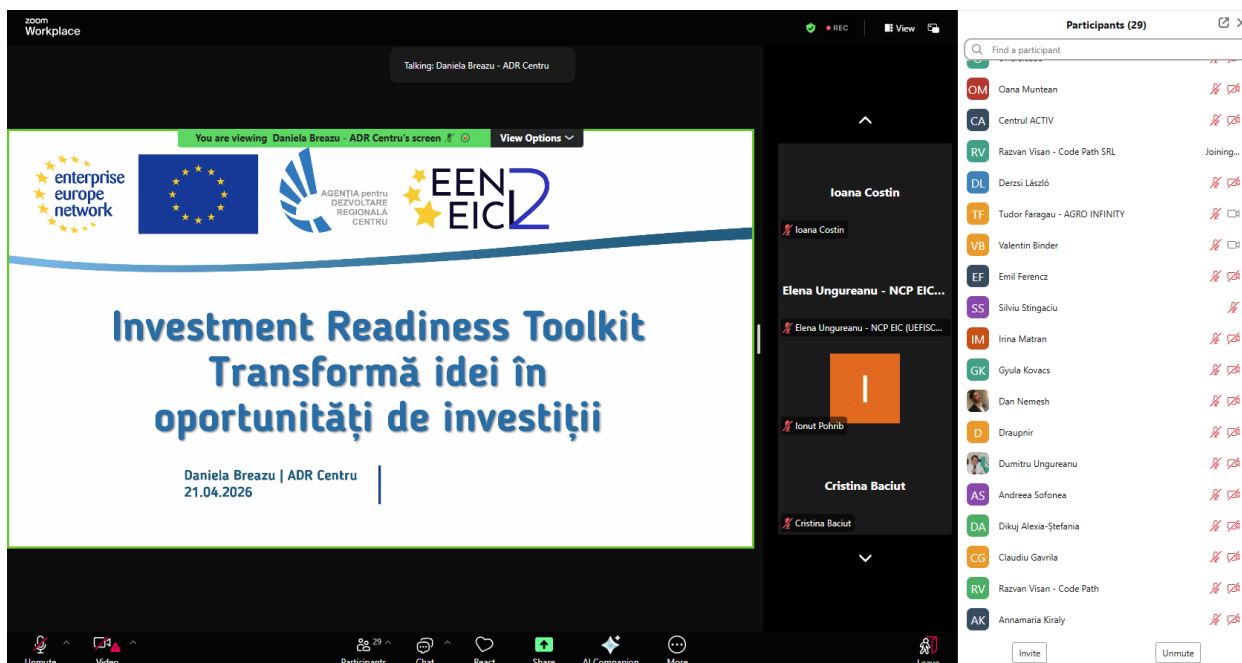 zoom
Workplace
REC
View
Talking: Daniela Breazu - ADR Centru
You are viewing Daniela Breazu - ADR Centru's screen
View Options
enterprise
europe
network
AGENȚIA pentru
DEZVOLTARE
REGIONALĂ
CENTRU
EEN
EIC
2
Investment Readiness Toolkit
Transformă idei în
oportunități de investiții
Daniela Breazu | ADR Centru
21.04.2026
Ioana Costin
Ioana Costin
Elena Ungureanu - NCP EIC...
Elena Ungureanu - NCP EIC (UEFISC...
I
Ionut Pohrib
Cristina Baciut
Cristina Baciut
Participants (29)
Find a participant
OM Oana Muntean
CA Centrul ACTIV
RV Razvan Visan - Code Path SRL Joining...
DL Derzsi László
TF Tudor Faragau - AGRO INFINITY
VB Valentin Binder
EF Emil Ferencz
SS Silviu Stingaciu
IM Irina Matran
GK Gyula Kovacs
Dan Nemesh
D Draupnir
Dumitru Ungureanu
AS Andreea Sofonea
DA Dikuj Alexia-Ștefania
CG Claudiu Gavrila
RV Razvan Visan - Code Path
AK Annamaria Kiraly
Invite
Unmute
Unmute
Video
29
Participants
Chat
React
Share
AI Companion
More
Leave